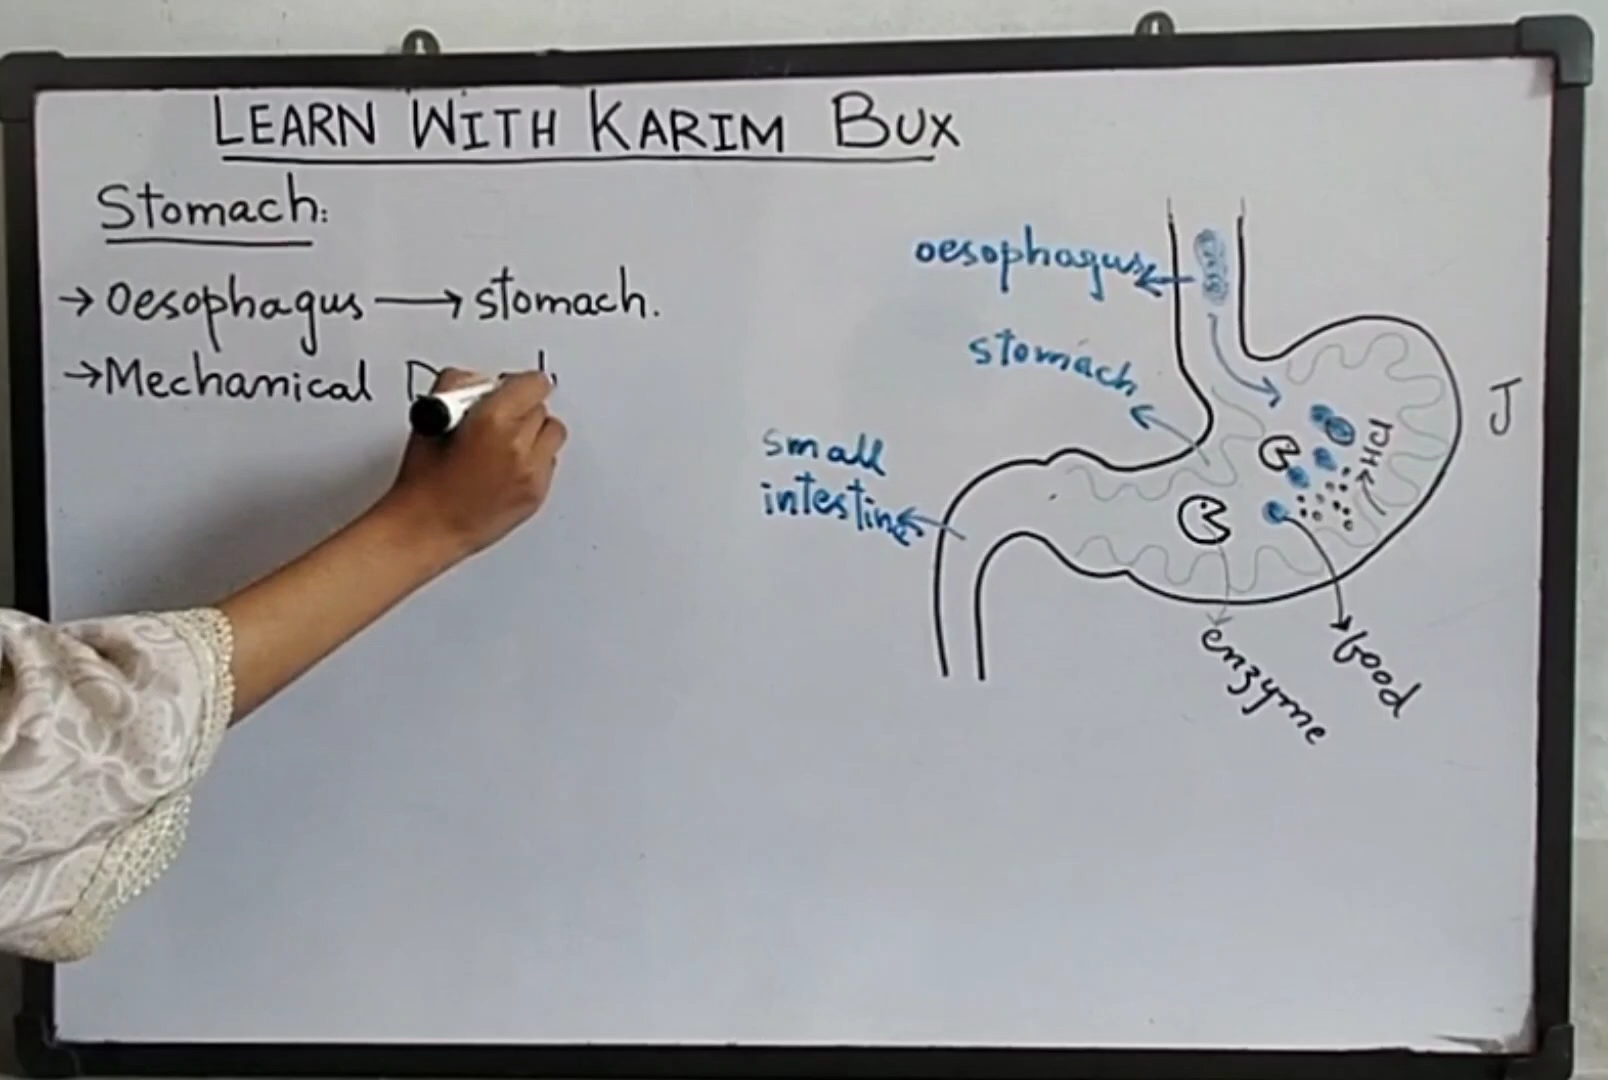 LEARN WITH KARIM BUX
Stomach:
→ Oesophagus → stomach.
→ Mechanical
oesophagus
stomach
small
intestine
J
HCl
enzyme
food